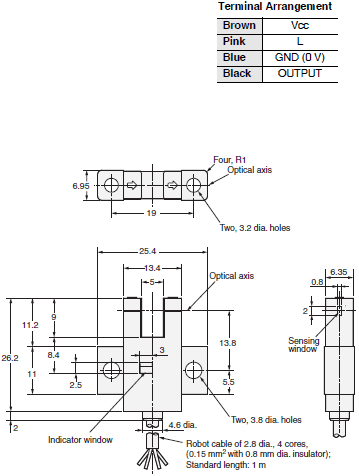 Terminal Arrangement
Brown Vcc
Pink L
Blue GND (0 V)
Black OUTPUT
Four, R1
Optical axis
6.95
19
Two, 3.2 dia. holes
25.4
13.4
5
Optical axis
6.35
0.8
2
Sensing
window
9
11.2
26.2
8.4
11
2.5
3
13.8
5.5
2
4.6 dia.
Two, 3.8 dia. holes
Indicator window
Robot cable of 2.8 dia., 4 cores,
(0.15 mm² with 0.8 mm dia. insulator);
Standard length: 1 m